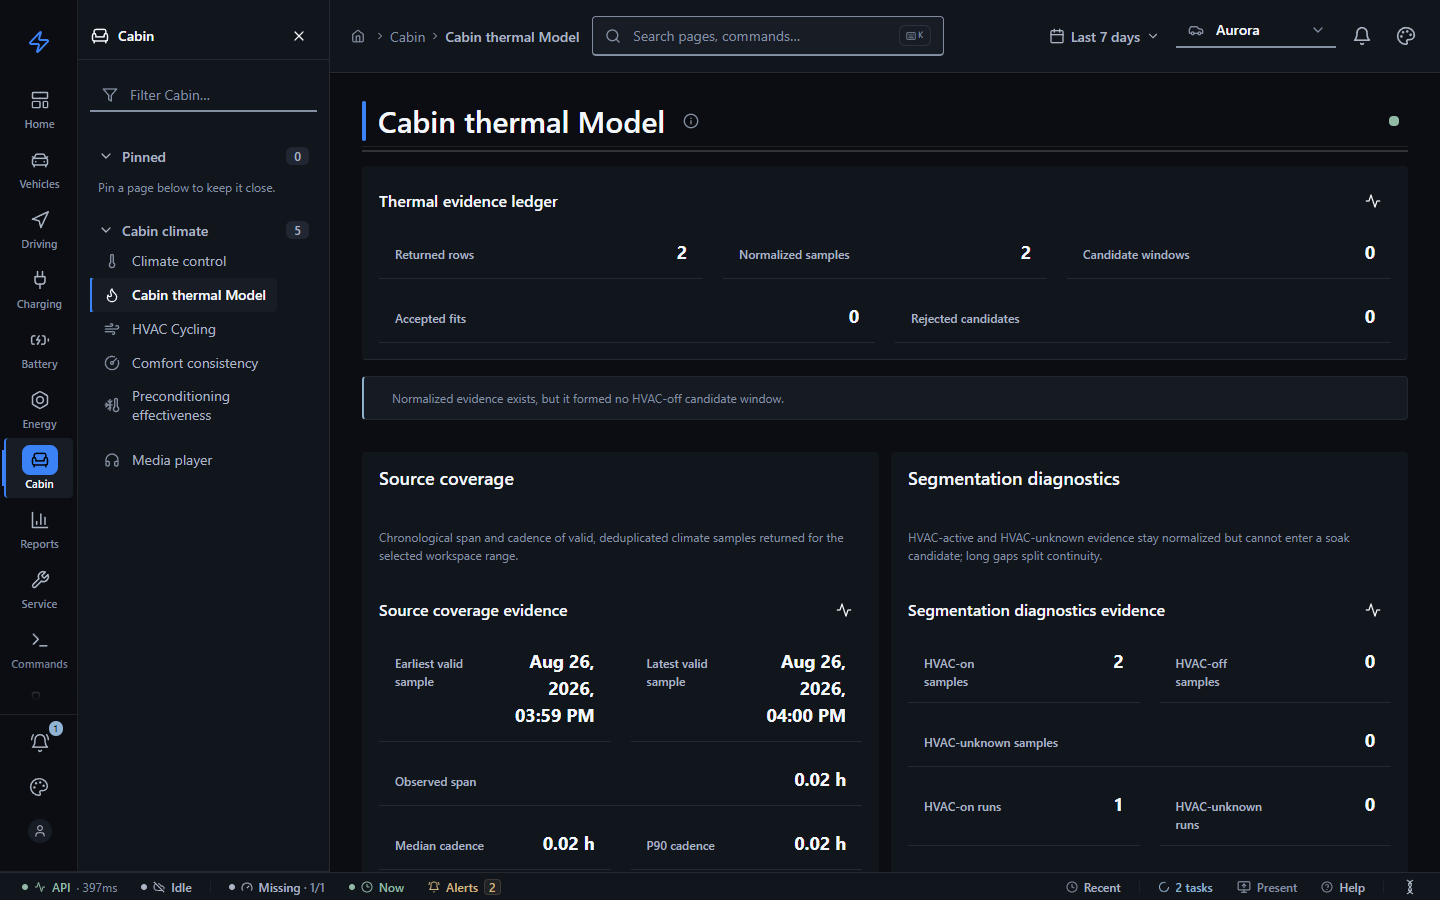 Home
Vehicles
Driving
Charging
Battery
Energy
Cabin
Reports
Service
Commands
1
Cabin
Filter Cabin...
Pinned
0
Pin a page below to keep it close.
Cabin climate
5
Climate control
Cabin thermal Model
HVAC Cycling
Comfort consistency
Preconditioning
effectiveness
Media player
Cabin
Cabin thermal Model
Search pages, commands...
K
Last 7 days
Aurora
Cabin thermal Model
Thermal evidence ledger
Returned rows
2
Normalized samples
2
Candidate windows
0
Accepted fits
0
Rejected candidates
0
Normalized evidence exists, but it formed no HVAC-off candidate window.
Source coverage
Chronological span and cadence of valid, deduplicated climate samples returned for the
selected workspace range.
Source coverage evidence
Earliest valid
sample
Aug 26,
2026,
03:59 PM
Latest valid
sample
Aug 26,
2026,
04:00 PM
Observed span
0.02 h
Median cadence
0.02 h
P90 cadence
0.02 h
Segmentation diagnostics
HVAC-active and HVAC-unknown evidence stay normalized but cannot enter a soak
candidate; long gaps split continuity.
Segmentation diagnostics evidence
HVAC-on
samples
2
HVAC-off
samples
0
HVAC-unknown samples
0
HVAC-on runs
1
HVAC-unknown
runs
0
API · 397ms
Idle
Missing · 1/1
Now
Alerts 2
Recent
2 tasks
Present
Help